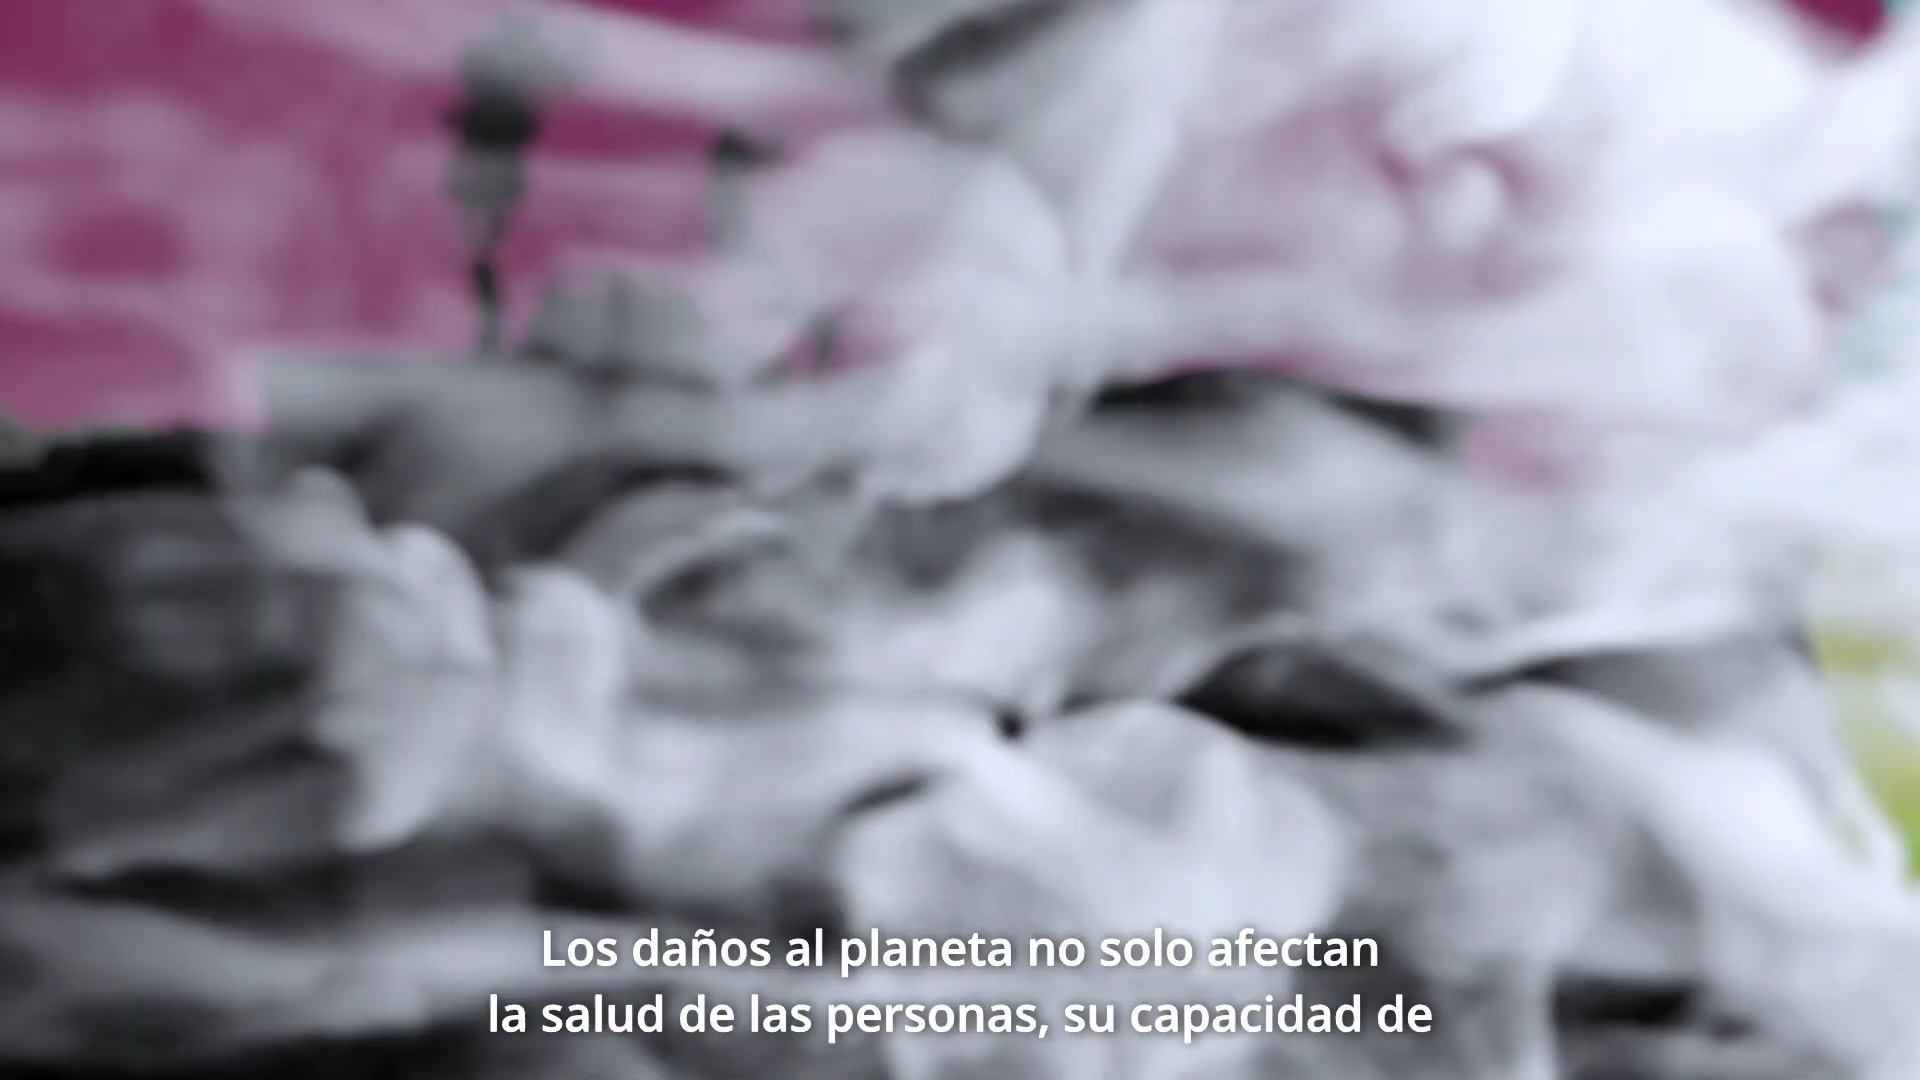 Los daños al planeta no solo afectan
la salud de las personas, su capacidad de